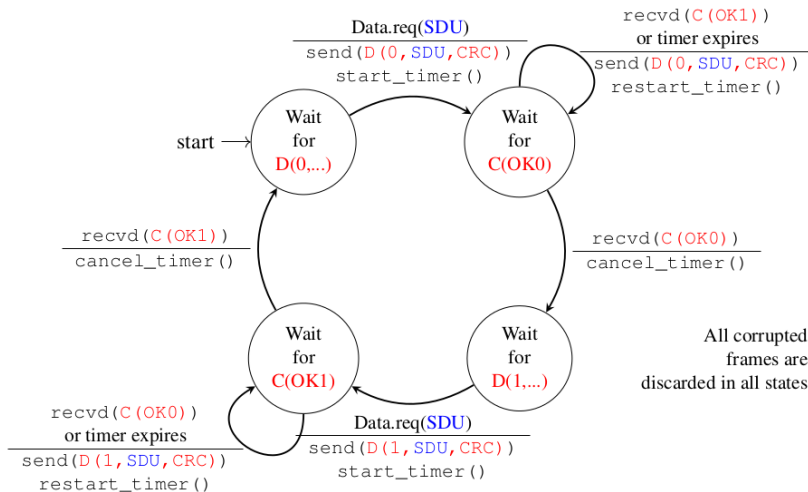 Data.req(SDU)
send(D(0,SDU,CRC))
start_timer()
recvd(C(OK1))
or timer expires
send(D(0,SDU,CRC))
restart_timer()
start
Wait
for
D(0,...)
Wait
for
C(OK0)
recvd(C(OK1))
cancel_timer()
recvd(C(OK0))
cancel_timer()
Wait
for
C(OK1)
Wait
for
D(1,...)
All corrupted
frames are
discarded in all states
recvd(C(OK0))
or timer expires
send(D(1,SDU,CRC))
restart_timer()
Data.req(SDU)
send(D(1,SDU,CRC))
start_timer()